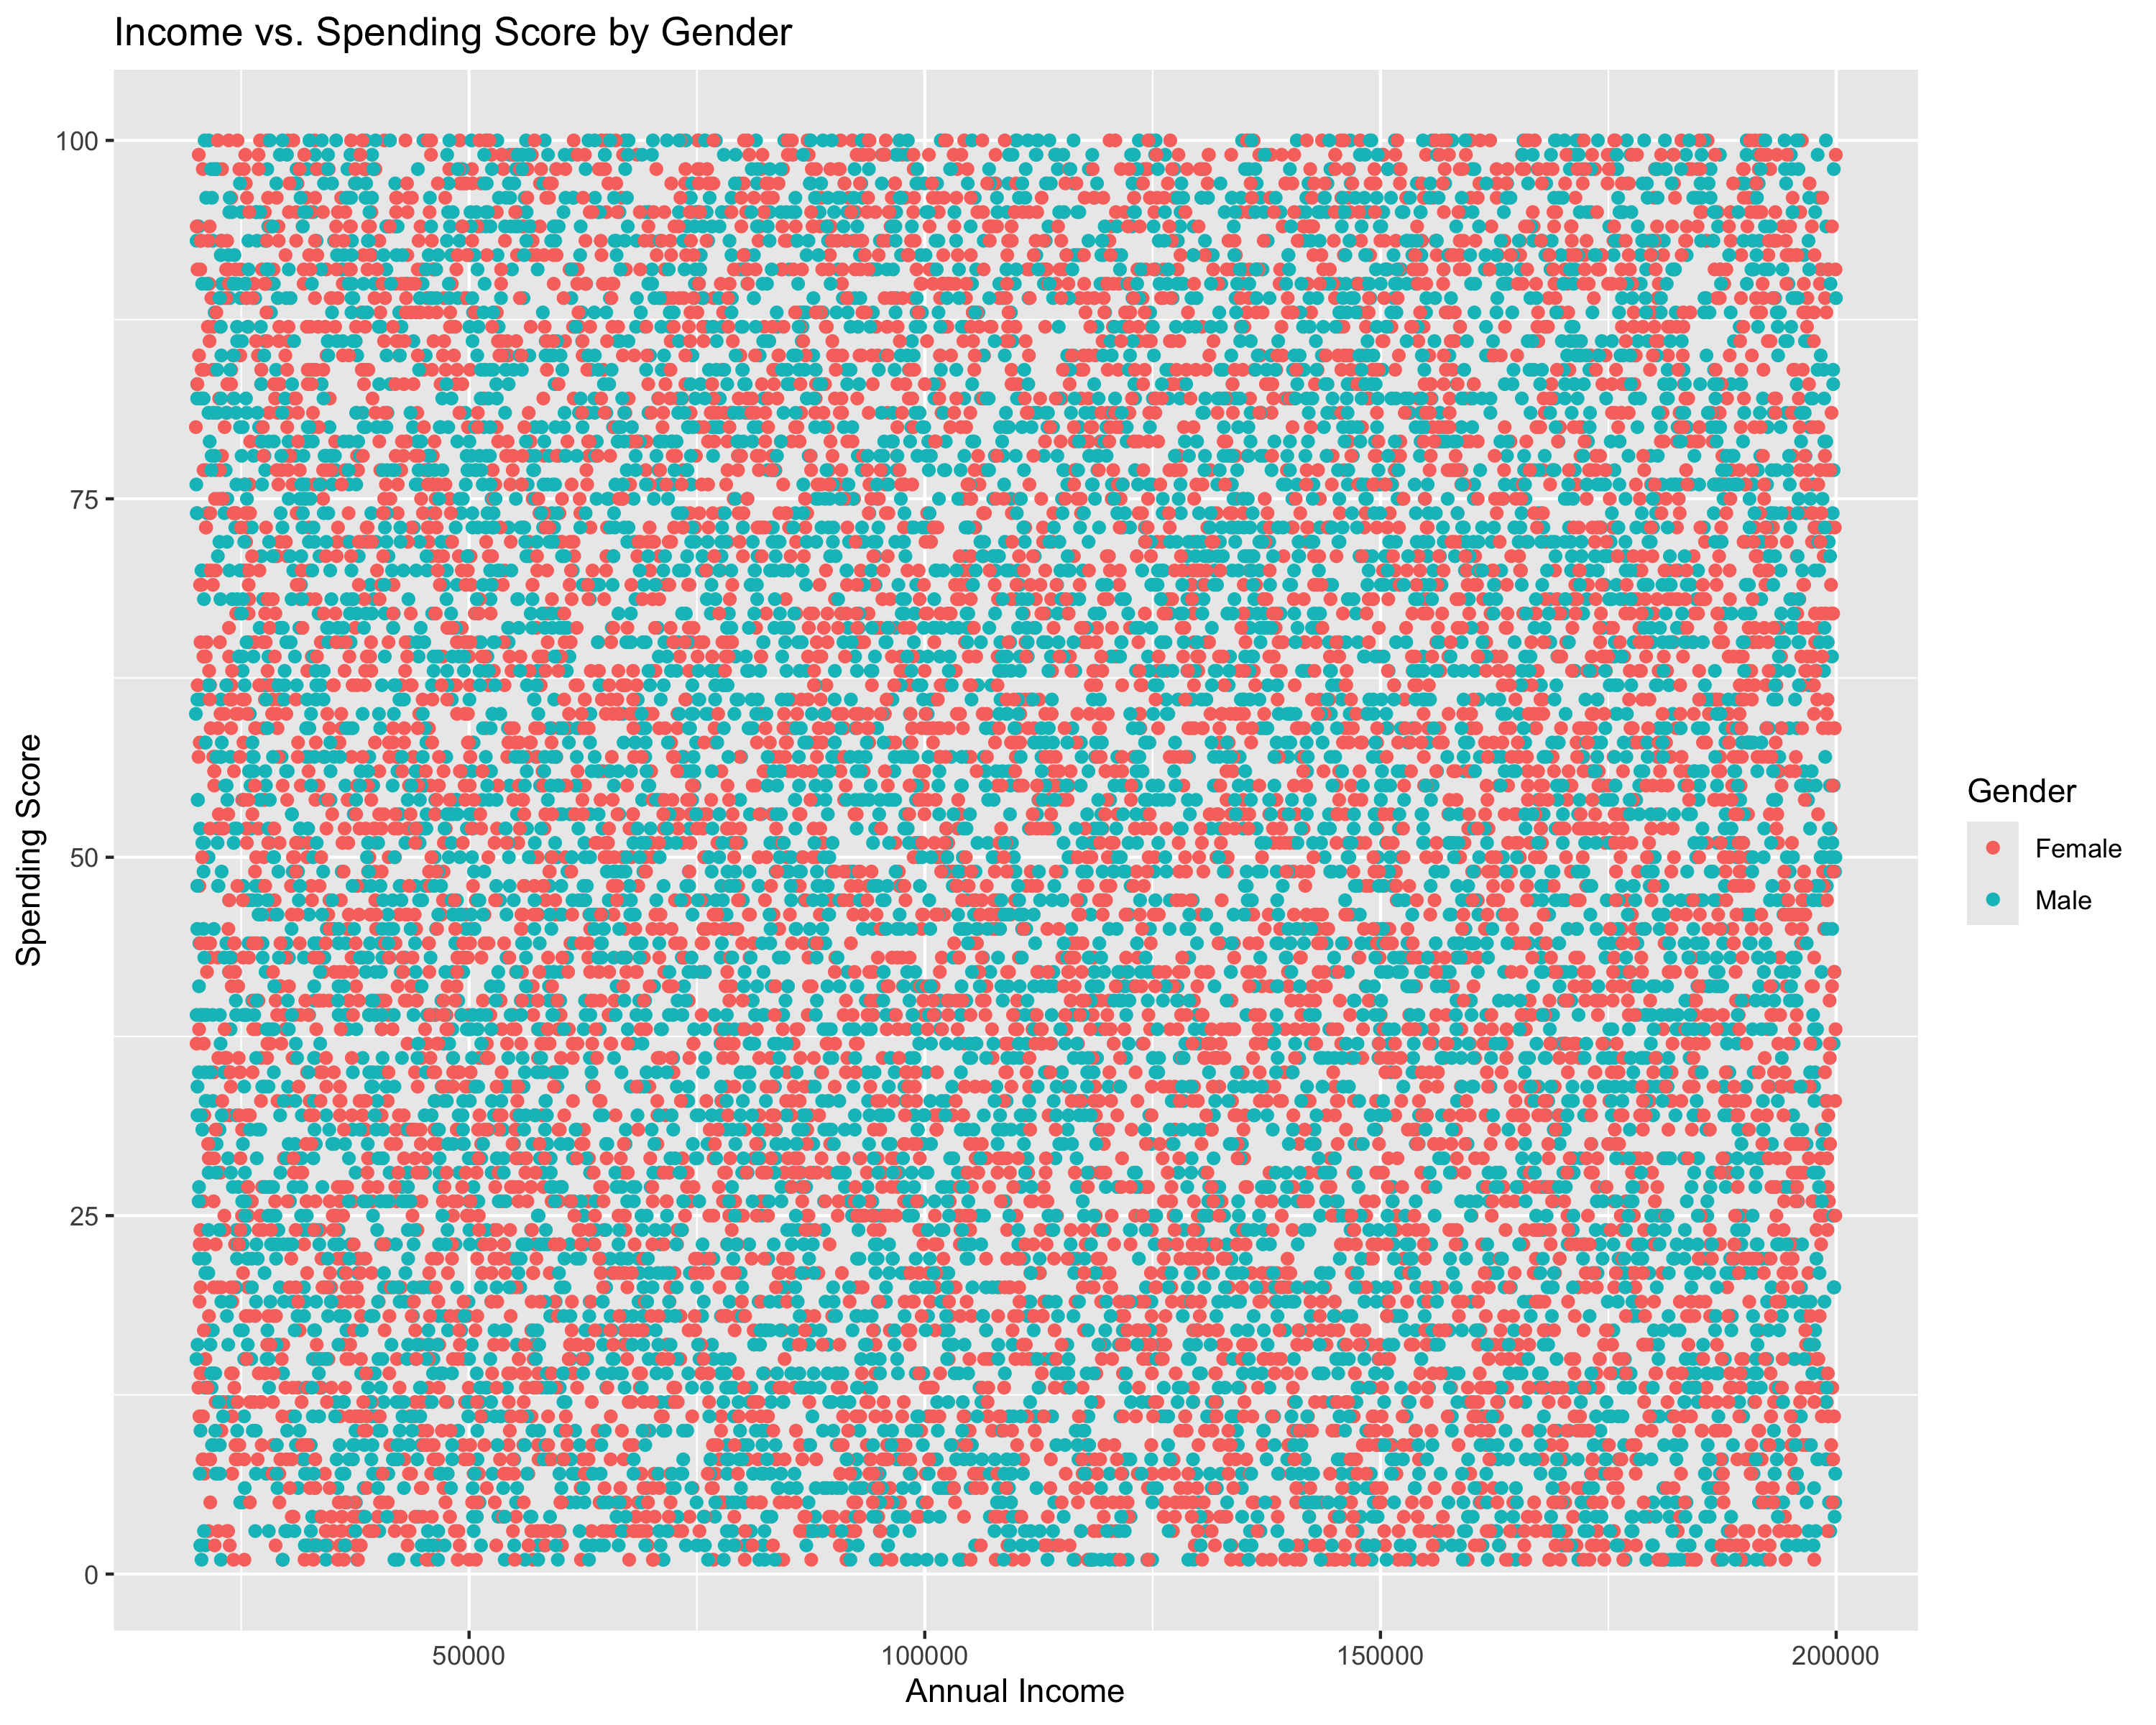 Income vs. Spending Score by Gender
100
75
50
25
0
Spending Score
50000
100000
150000
200000
Annual Income
Gender
Female
Male